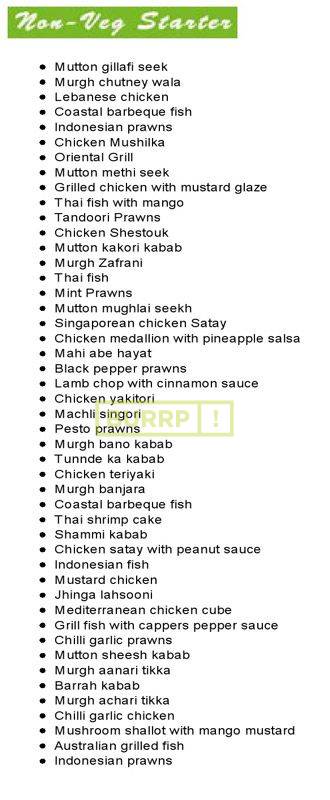 Non-Veg Starter
Mutton gillafi seek
Murgh chutney wala
Lebanese chicken
Coastal barbeque fish
Indonesian prawns
Chicken Mushilka
Oriental Grill
Mutton methi seek
Grilled chicken with mustard glaze
Thai fish with mango
Tandoori Prawns
Chicken Shestouk
Mutton kakori kabab
Murgh Zafrani
Thai fish
Mint Prawns
Mutton mughlai seekh
Singaporean chicken Satay
Chicken medallion with pineapple salsa
Mahi abe hayat
Black pepper prawns
Lamb chop with cinnamon sauce
Chicken yakitori
Machli singori
BURRP!
Pesto prawns
Murgh bano kabab
Tunnde ka kabab
Chicken teriyaki
Murgh banjara
Coastal barbeque fish
Thai shrimp cake
Shammi kabab
Chicken satay with peanut sauce
Indonesian fish
Mustard chicken
Jhinga lahsooni
Mediterranean chicken cube
Grill fish with cappers pepper sauce
Chilli garlic prawns
Mutton sheesh kabab
Murgh aanari tikka
Barrah kabab
Murgh achari tikka
Chilli garlic chicken
Mushroom shallot with mango mustard
Australian grilled fish
Indonesian prawns